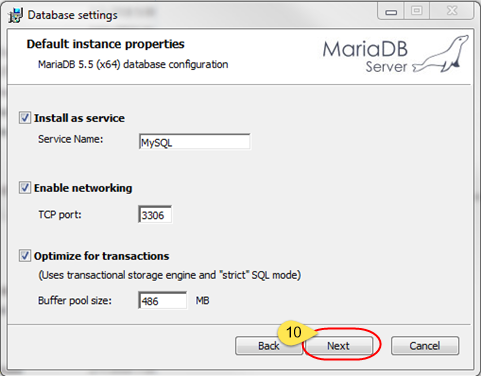 Database settings
Default instance properties
MariaDB 5.5 (x64) database configuration
MariaDB
Server
Install as service
Service Name: MySQL
Enable networking
TCP port: 3306
Optimize for transactions
(Uses transactional storage engine and "strict" SQL mode)
Buffer pool size: 486 MB
10
Back Next Cancel